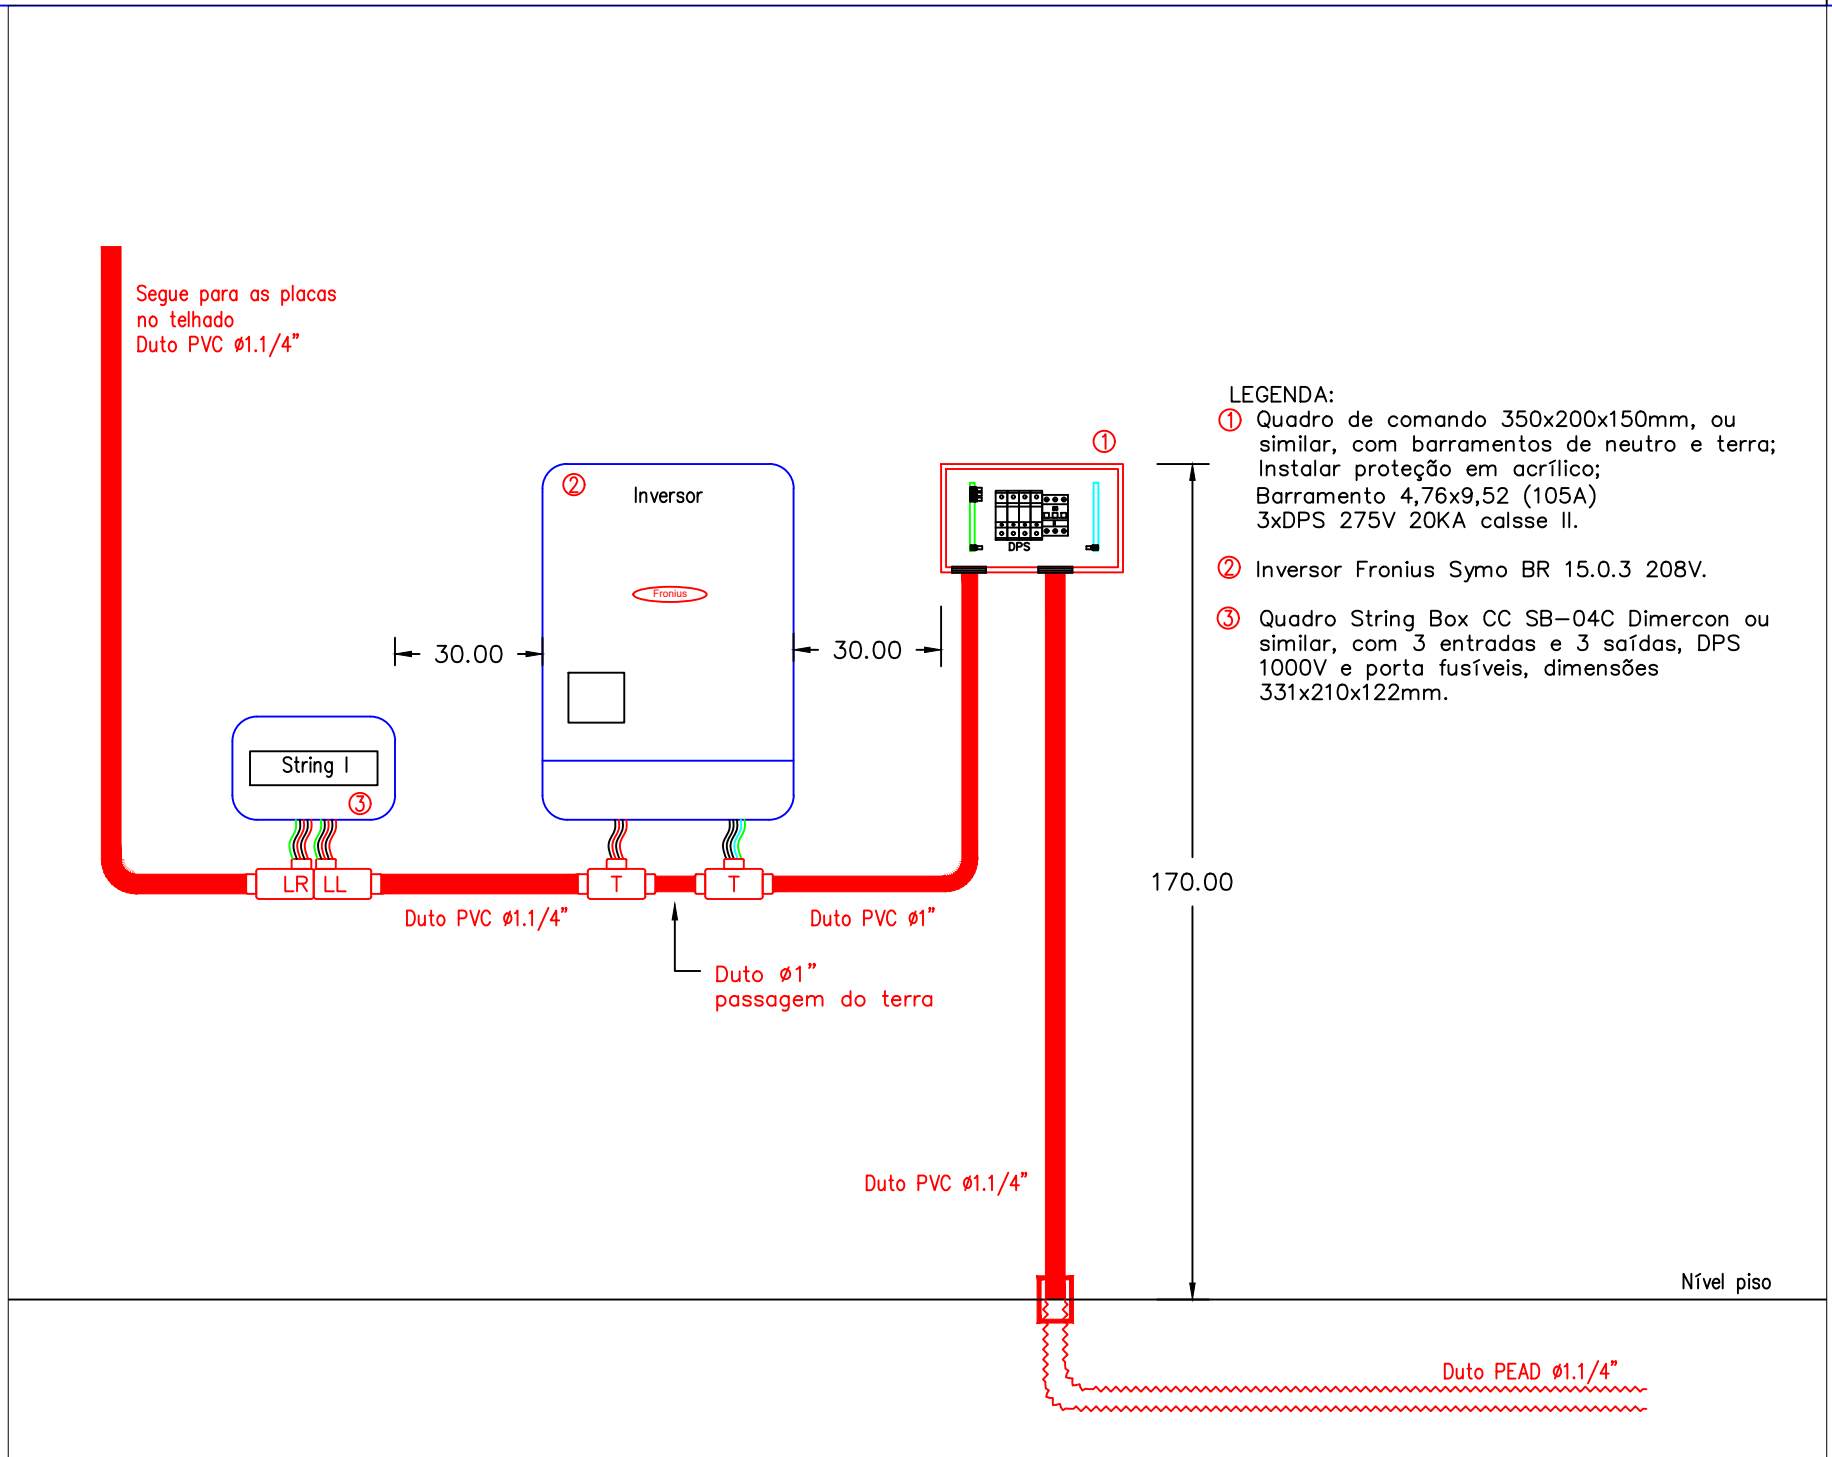 Segue para as placas
no telhado
Duto PVC ø1.1/4"
LEGENDA:
① Quadro de comando 350x200x150mm, ou
similar, com barramentos de neutro e terra;
Instalar proteção em acrílico;
Barramento 4,76x9,52 (105A)
3xDPS 275V 20KA calsse II.
② Inversor Fronius Symo BR 15.0.3 208V.
③ Quadro String Box CC SB-04C Dimercon ou
similar, com 3 entradas e 3 saídas, DPS
1000V e porta fusíveis, dimensões
331x210x122mm.
①
②
Inversor
DPS
Fronius
30.00
30.00
String I
③
LR
LL
T
T
170.00
Duto PVC ø1.1/4"
Duto PVC ø1"
Duto ø1"
passagem do terra
Duto PVC ø1.1/4"
Nível piso
Duto PEAD ø1.1/4"